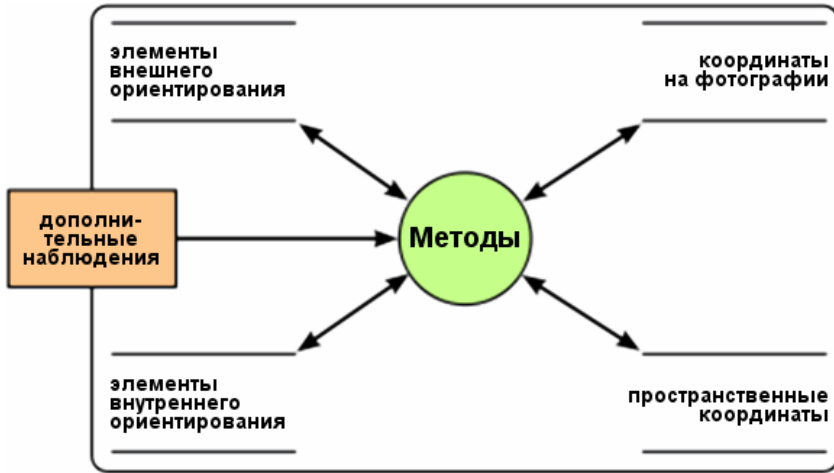 элементы
внешнего
ориентирования
координаты
на фотографии
дополни-
тельные
наблюдения
Методы
элементы
внутреннего
ориентирования
пространственные
координаты